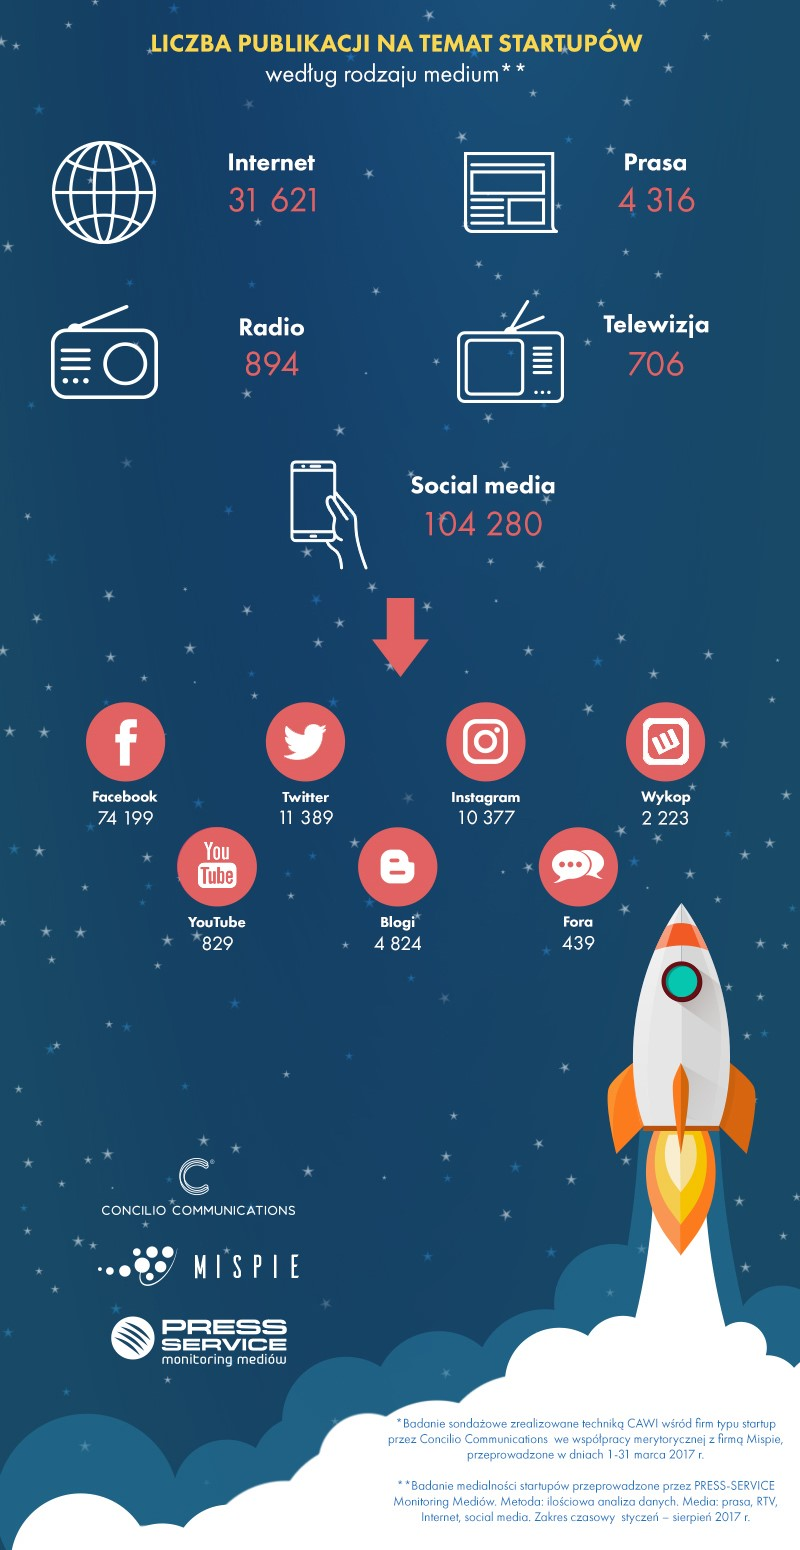 LICZBA PUBLIKACJI NA TEMAT STARTUPÓW
według rodzaju medium**
Internet
31 621
Prasa
4 316
Radio
894
Telewizja
706
Social media
104 280
Facebook
74 199
Twitter
11 389
Instagram
10 377
Wykop
2 223
You
Tube
YouTube
829
Blogi
4 824
Fora
439
CONCILIO COMMUNICATIONS
MISPIE
PRESS
SERVICE
monitoring mediów
*Badanie sondażowe zrealizowane techniką CAWI wśród firm typu startup
przez Concilio Communications we współpracy merytorycznej z firmą Mispie,
przeprowadzone w dniach 1-31 marca 2017 r.
**Badanie medialności startupów przeprowadzone przez PRESS-SERVICE
Monitoring Mediów. Metoda: ilościowa analiza danych. Media: prasa, RTV,
Internet, social media. Zakres czasowy styczeń – sierpień 2017 r.